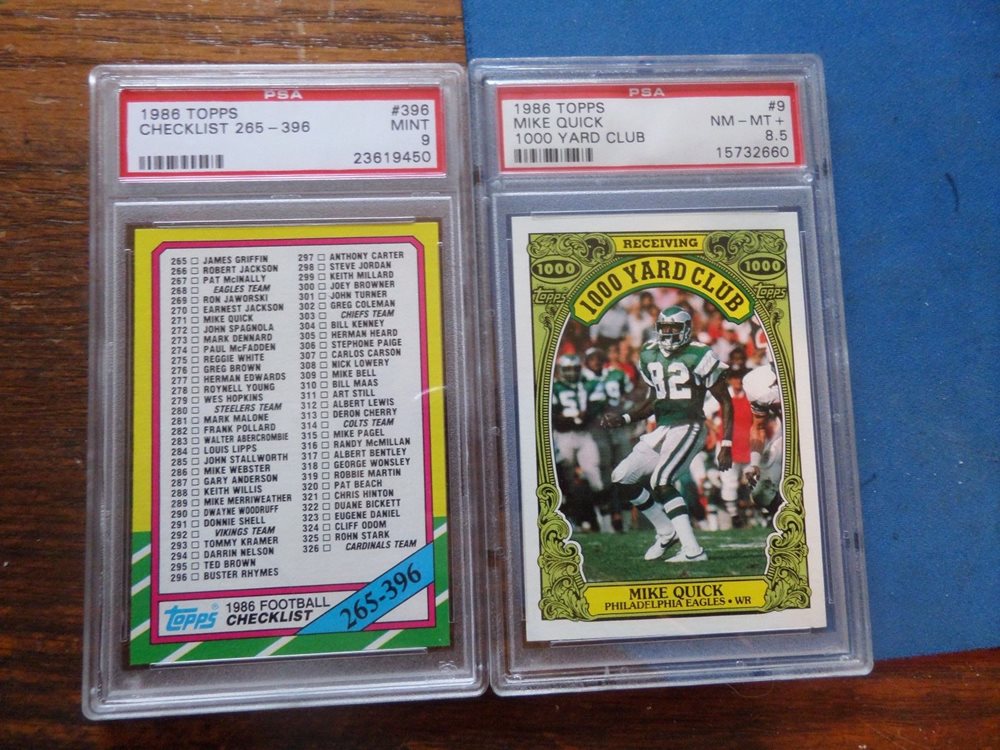 PSA
1986 TOPPS #396
CHECKLIST 265-396 MINT
9
23619450
265 JAMES GRIFFIN
266 ROBERT JACKSON
267 PAT McINALLY
268 EAGLES TEAM
269 RON JAWORSKI
270 EARNEST JACKSON
271 MIKE QUICK
272 JOHN SPAGNOLA
273 MARK DENNARD
274 PAUL McFADDEN
275 REGGIE WHITE
276 GREG BROWN
277 HERMAN EDWARDS
278 ROYNELL YOUNG
279 WES HOPKINS
280 STEELERS TEAM
281 MARK MALONE
282 FRANK POLLARD
283 WALTER ABERCROMBIE
284 LOUIS LIPPS
285 JOHN STALLWORTH
286 MIKE WEBSTER
287 GARY ANDERSON
288 KEITH WILLIS
289 MIKE MERRIWEATHER
290 DWAYNE WOODRUFF
291 DONNIE SHELL
292 VIKINGS TEAM
293 TOMMY KRAMER
294 DARRIN NELSON
295 TED BROWN
296 BUSTER RHYMES
297 ANTHONY CARTER
298 STEVE JORDAN
299 KEITH MILLARD
300 JOEY BROWNER
301 JOHN TURNER
302 GREG COLEMAN
303 CHIEFS TEAM
304 BILL KENNEY
305 HERMAN HEARD
306 STEPHONE PAIGE
307 CARLOS CARSON
308 NICK LOWERY
309 MIKE BELL
310 BILL MAAS
311 ART STILL
312 ALBERT LEWIS
313 DERON CHERRY
314 COLTS TEAM
315 MIKE PAGEL
316 RANDY McMILLAN
317 ALBERT BENTLEY
318 GEORGE WONSLEY
319 ROBBIE MARTIN
320 PAT BEACH
321 CHRIS HINTON
322 DUANE BICKETT
323 EUGENE DANIEL
324 CLIFF ODOM
325 ROHN STARK
326 CARDINALS TEAM
Topps® 1986 FOOTBALL
CHECKLIST
265-396
PSA
1986 TOPPS #9
MIKE QUICK NM-MT+
1000 YARD CLUB 8.5
15732660
RECEIVING
1000 1000
Topps Topps
1000 YARD CLUB
82
51
49
MIKE QUICK
PHILADELPHIA EAGLES • WR